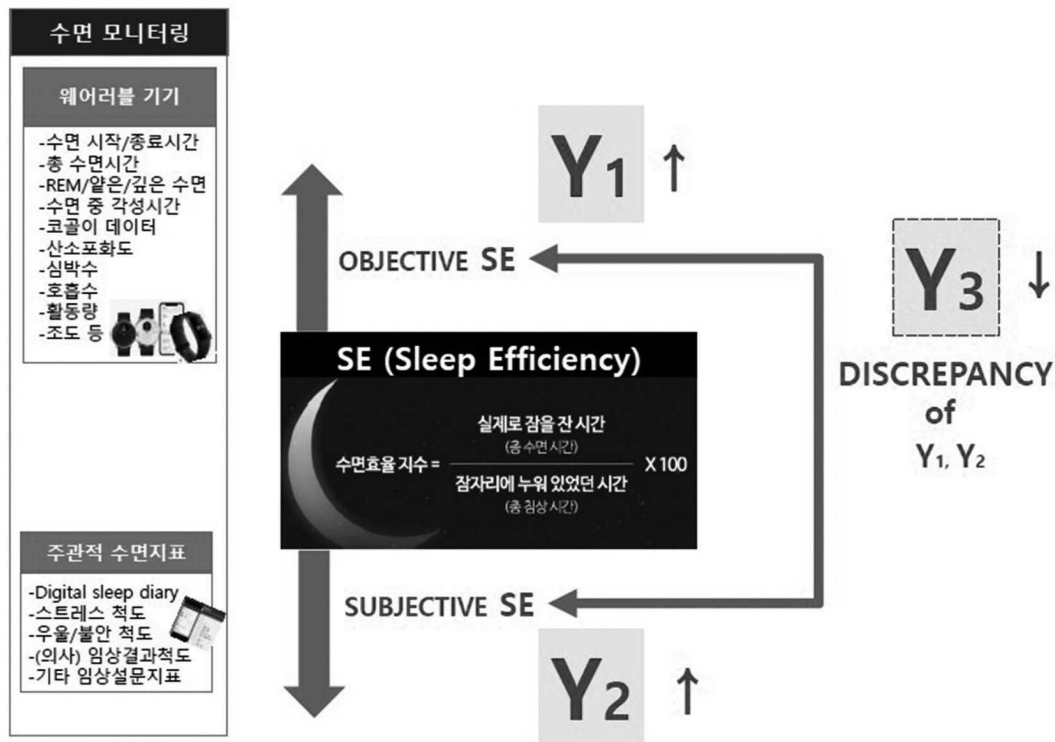 수면 모니터링
웨어러블 기기
-수면 시작/종료시간
-총 수면시간
-REM/얕은/깊은 수면
-수면 중 각성시간
-코골이 데이터
-산소포화도
-심박수
-호흡수
-활동량
-조도 등
주관적 수면지표
-Digital sleep diary
-스트레스 척도
-우울/불안 척도
-(의사) 임상결과척도
-기타 임상설문지표
Y1 ↑
OBJECTIVE SE
SE (Sleep Efficiency)
실제로 잠을 잔 시간
(총 수면 시간)
수면효율 지수 =
X 100
잠자리에 누워 있었던 시간
(총 침상 시간)
SUBJECTIVE SE
Y2 ↑
Y3 ↓
DISCREPANCY
of
Y1, Y2